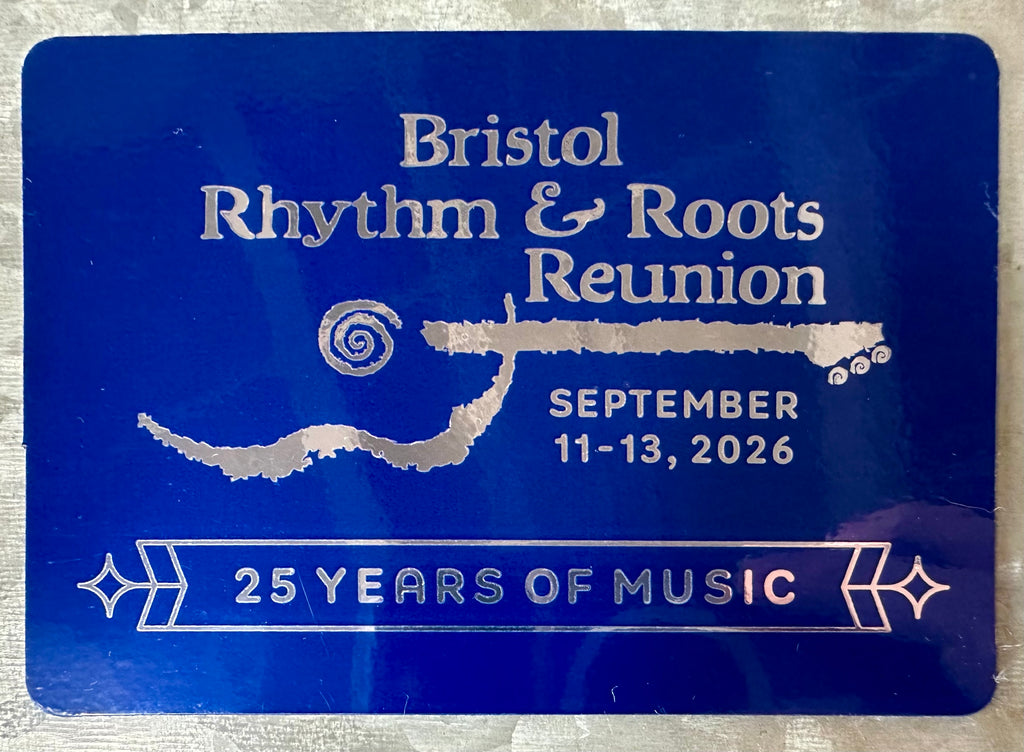 Bristol
Rhythm & Roots
Reunion
SEPTEMBER
11-13, 2026
25 YEARS OF MUSIC